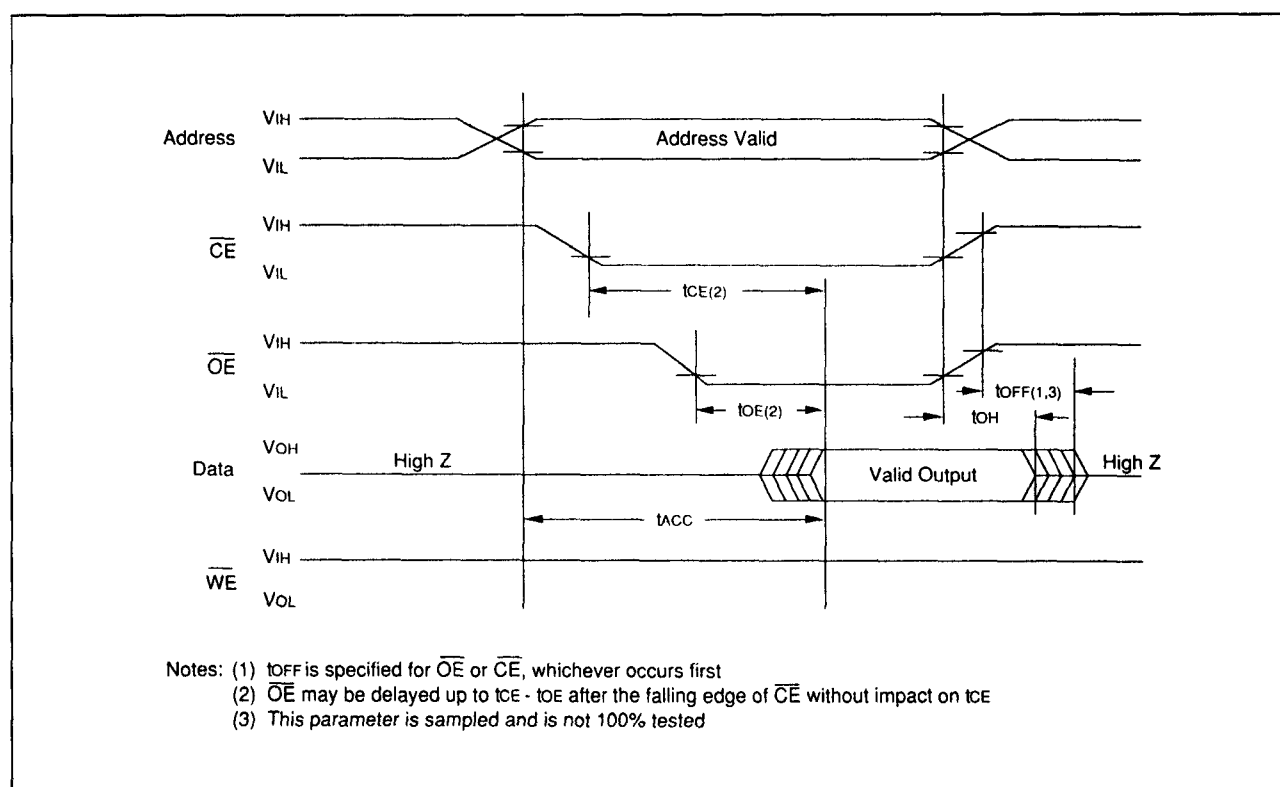 Address
VIH
VIL
Address Valid
CE
VIH
VIL
tCE(2)
OE
VIH
VIL
tOE(2)
tOFF(1,3)
tOH
Data
VOH
VOL
High Z
Valid Output
High Z
tACC
WE
VIH
VOL
Notes: (1) tOFF is specified for OE or CE, whichever occurs first
(2) OE may be delayed up to tCE - tOE after the falling edge of CE without impact on tCE
(3) This parameter is sampled and is not 100% tested